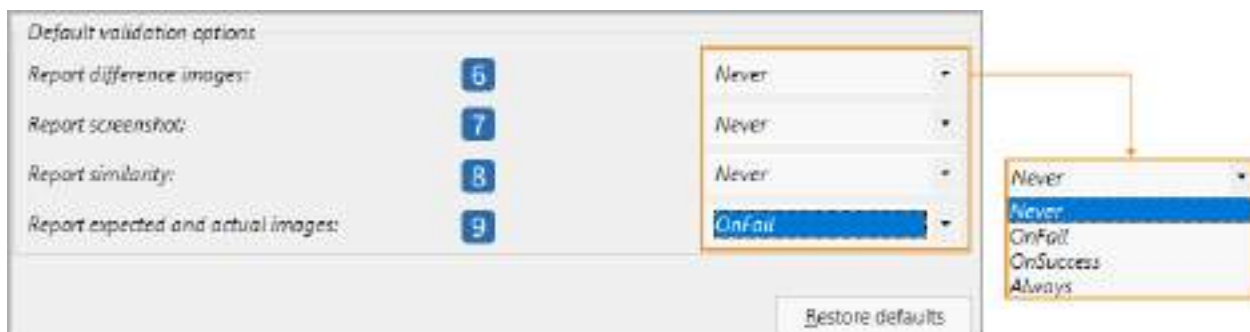 Default validation options
Report difference images: 6 Never
Report screenshot: 7 Never
Report similarity: 8 Never
Report expected and actual images: 9 OnFail
Never
Never
OnFail
OnSuccess
Always
Restore defaults